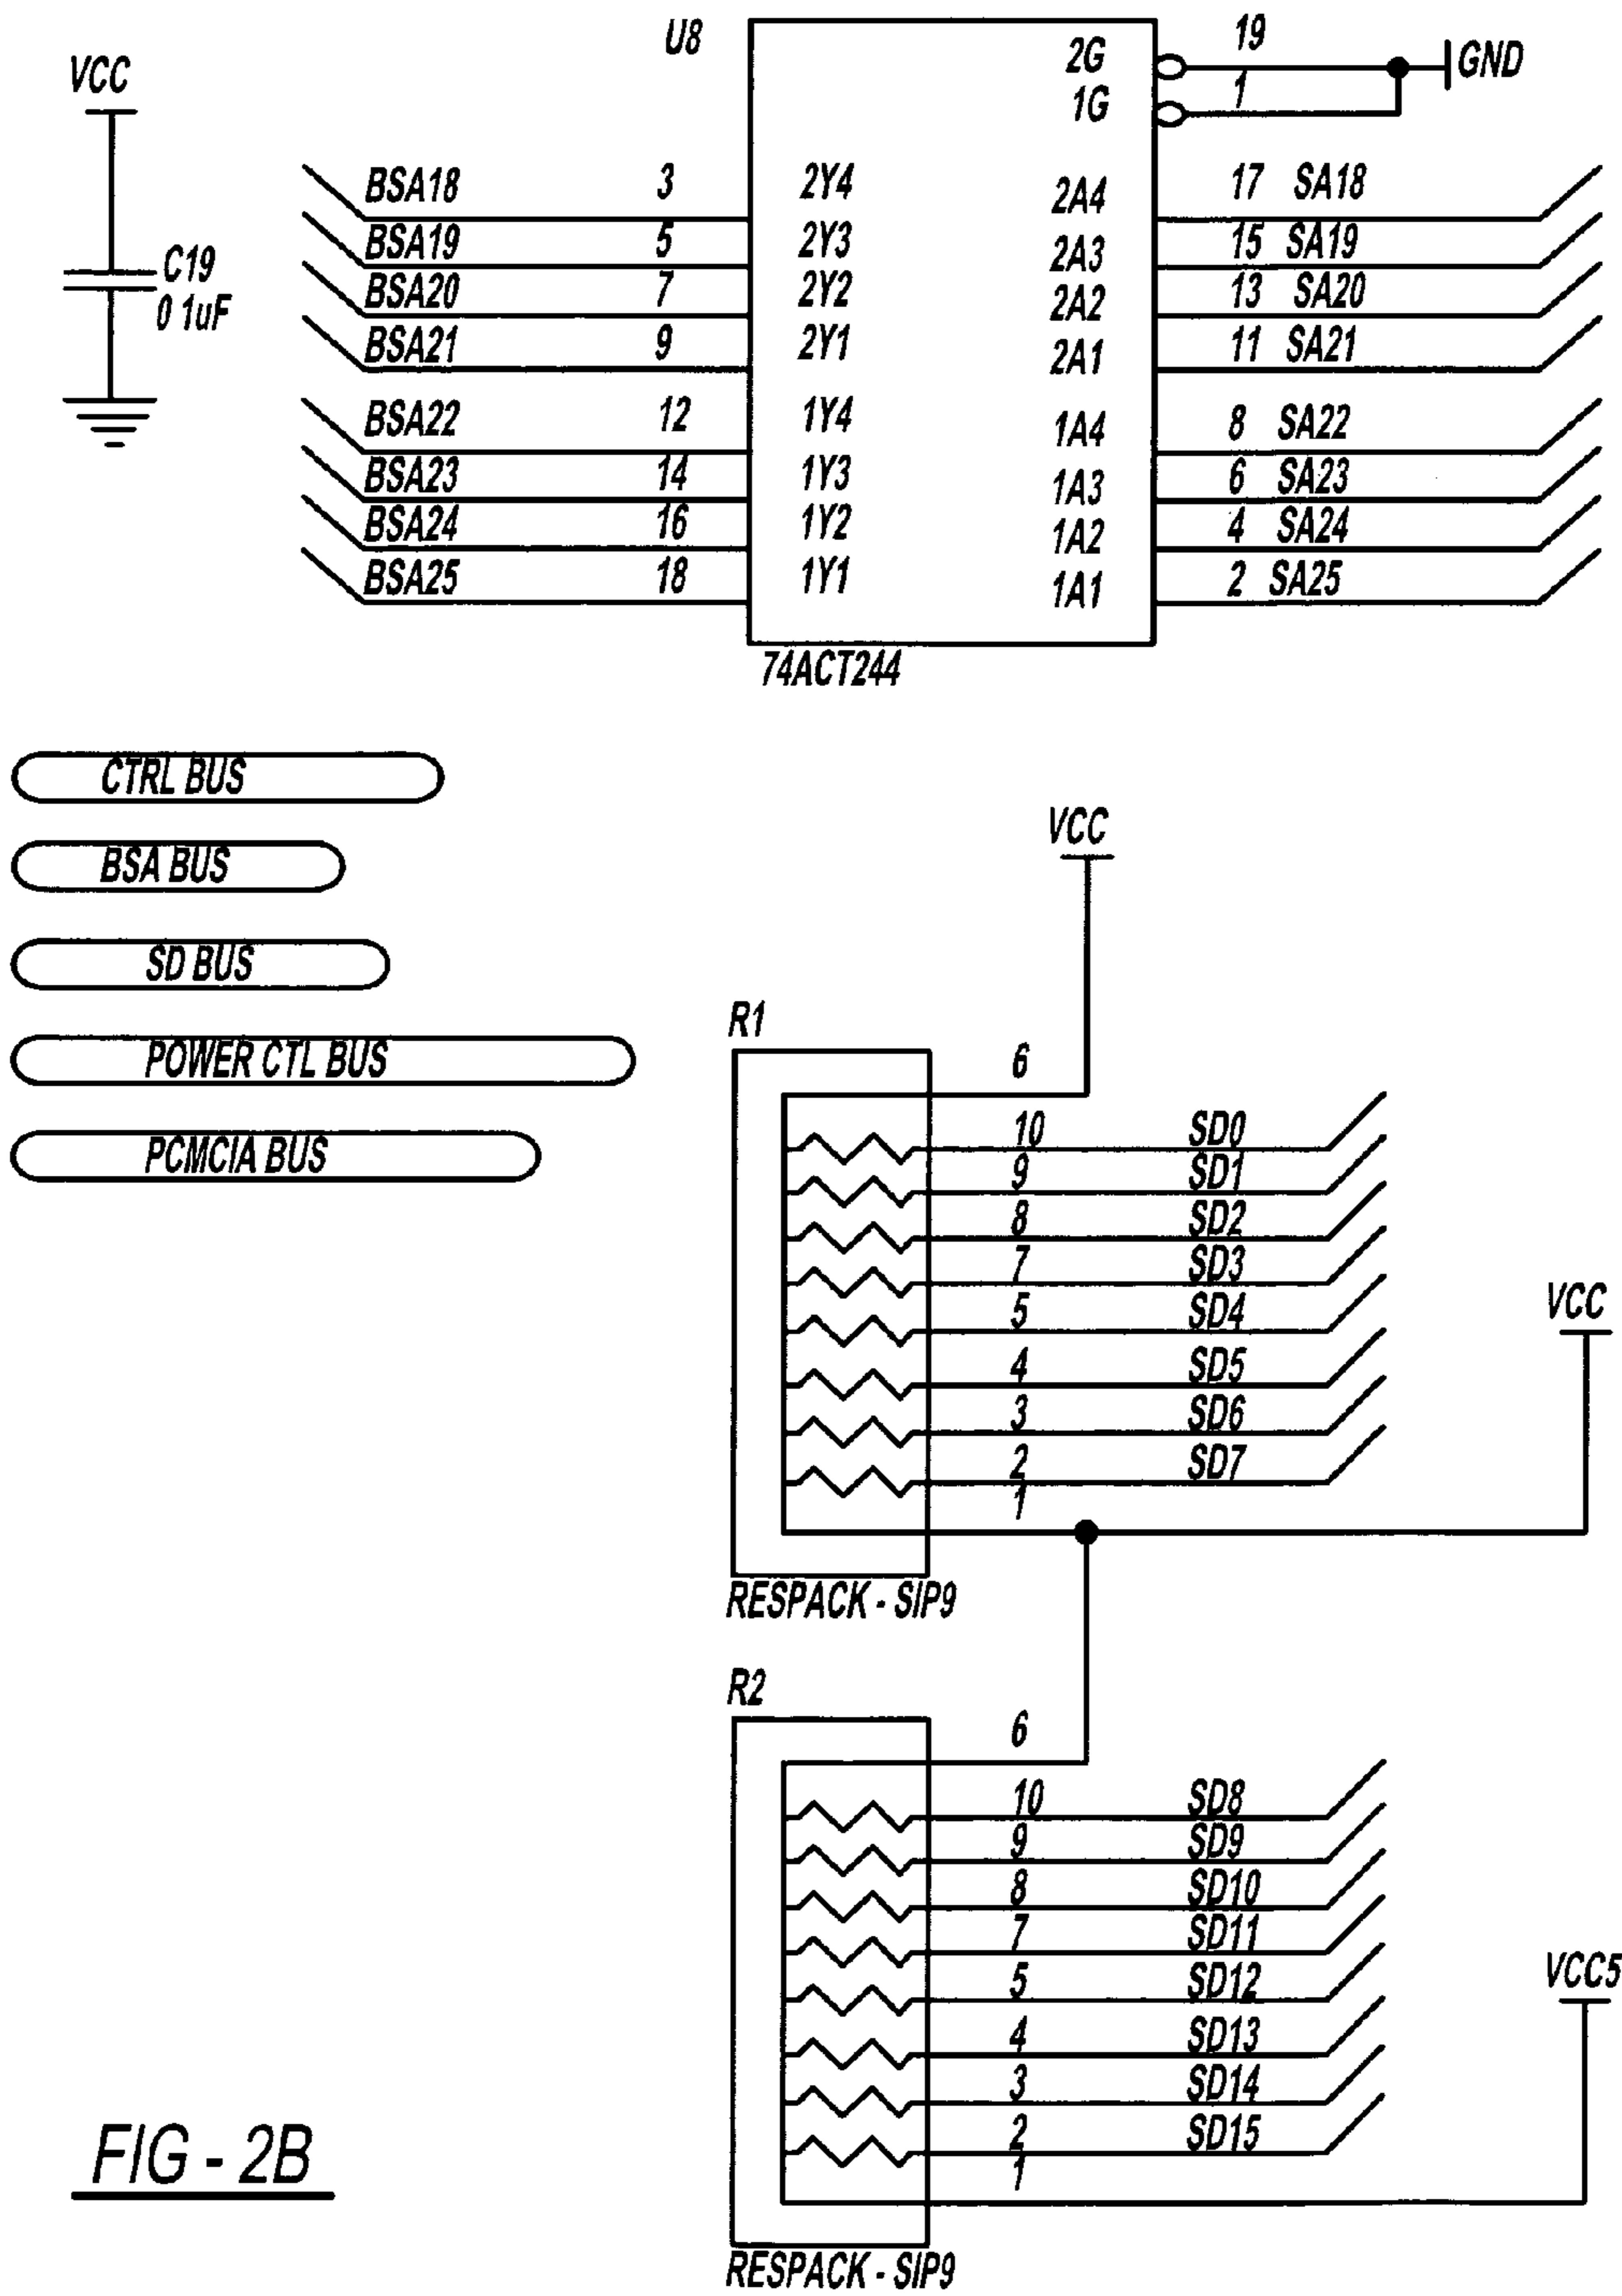 U8
2G 19 GND
1G 1
VCC
BSA18 3 2Y4 2A4 17 SA18
BSA19 5 2Y3 2A3 15 SA19
C19
0 1uF
BSA20 7 2Y2 2A2 13 SA20
BSA21 9 2Y1 2A1 11 SA21
BSA22 12 1Y4 1A4 8 SA22
BSA23 14 1Y3 1A3 6 SA23
BSA24 16 1Y2 1A2 4 SA24
BSA25 18 1Y1 1A1 2 SA25
74ACT244
CTRL BUS
BSA BUS
SD BUS
POWER CTL BUS
PCMCIA BUS
VCC
R1
6
10 SD0
9 SD1
8 SD2
7 SD3
5 SD4
4 SD5
3 SD6
2 SD7
1
VCC
RESPACK - SIP9
R2
6
10 SD8
9 SD9
8 SD10
7 SD11
5 SD12
4 SD13
3 SD14
2 SD15
1
VCC5
RESPACK - SIP9
FIG - 2B